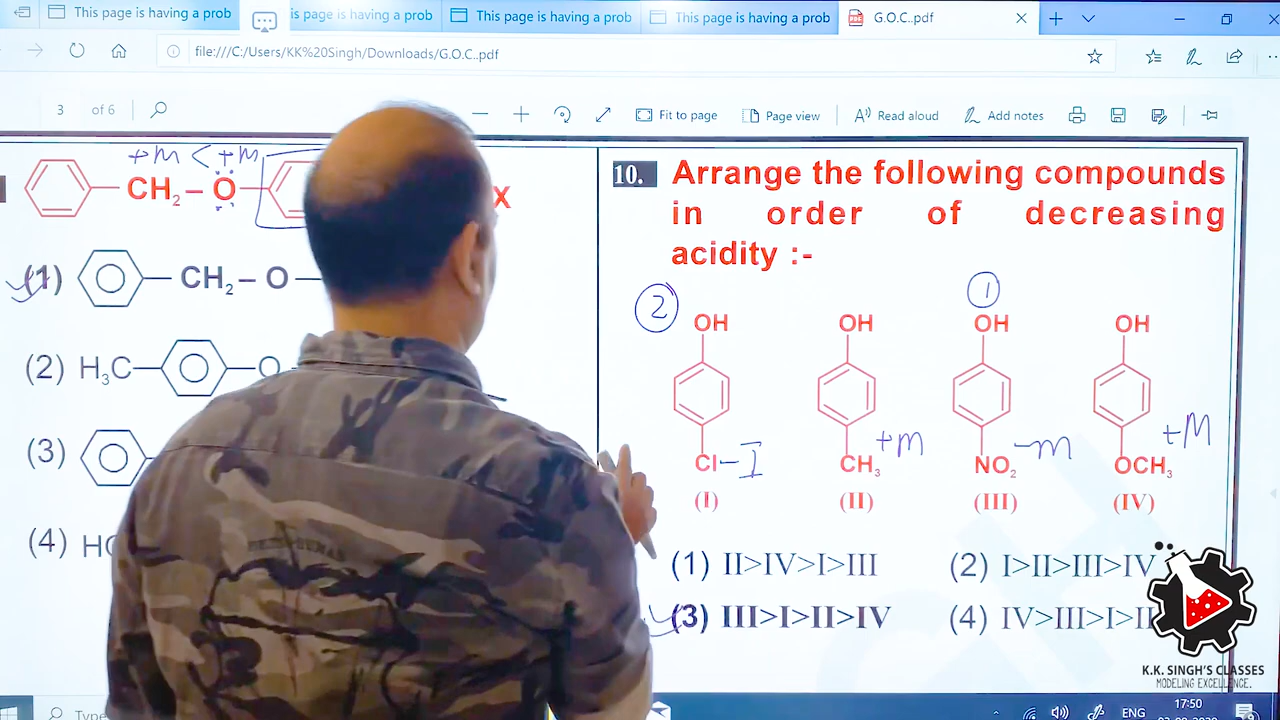 This page is having a prob
is page is having a prob
This page is having a prob
This page is having a prob
G.O.C..pdf
file:///C:/Users/KK%20Singh/Downloads/G.O.C..pdf
3 of 6
Fit to page
Page view
Read aloud
Add notes
+m < +m
CH2 – O
X
(1) CH2 – O
(2) H3C O
(3)
(4) HO
10. Arrange the following compounds
in order of decreasing
acidity :-
2 1
OH OH OH OH
-I +m -m +M
Cl CH3 NO2 OCH3
(I) (II) (III) (IV)
(1) II>IV>I>III (2) I>II>III>IV
(3) III>I>II>IV (4) IV>III>I>II
K.K. SINGH'S CLASSES
MODELING EXCELLENCE.
Type
ENG
17:50